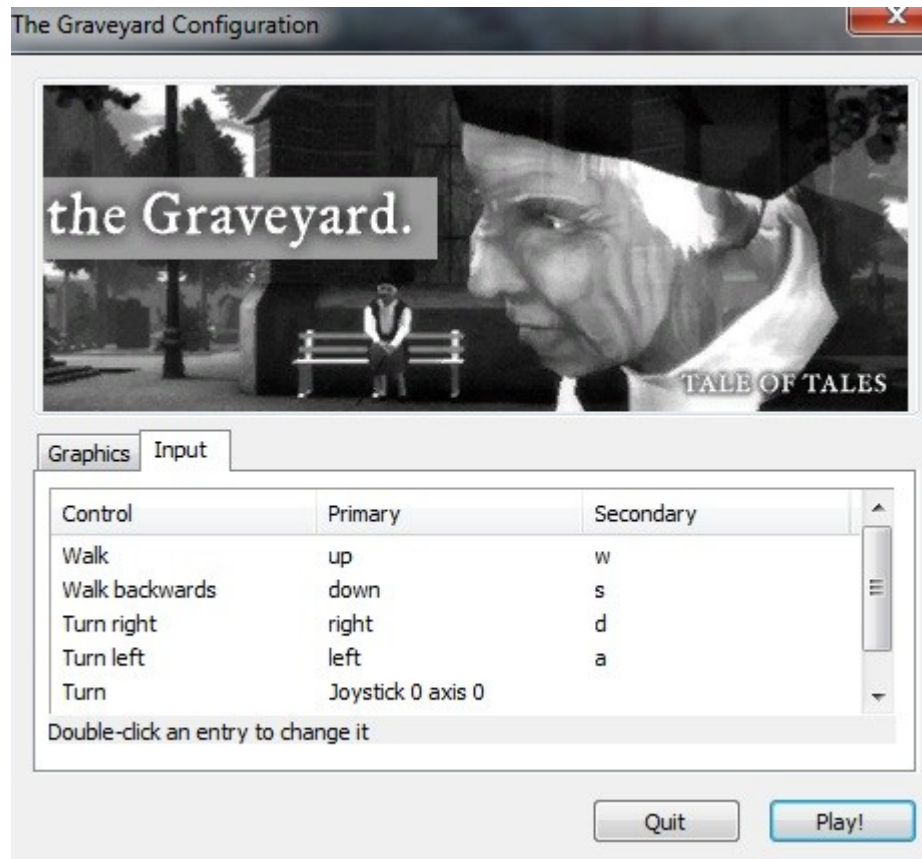 The Graveyard Configuration
the Graveyard.
TALE OF TALES
Graphics Input
Control Primary Secondary
Walk up w
Walk backwards down s
Turn right right d
Turn left left a
Turn Joystick 0 axis 0
Double-click an entry to change it
Quit Play!